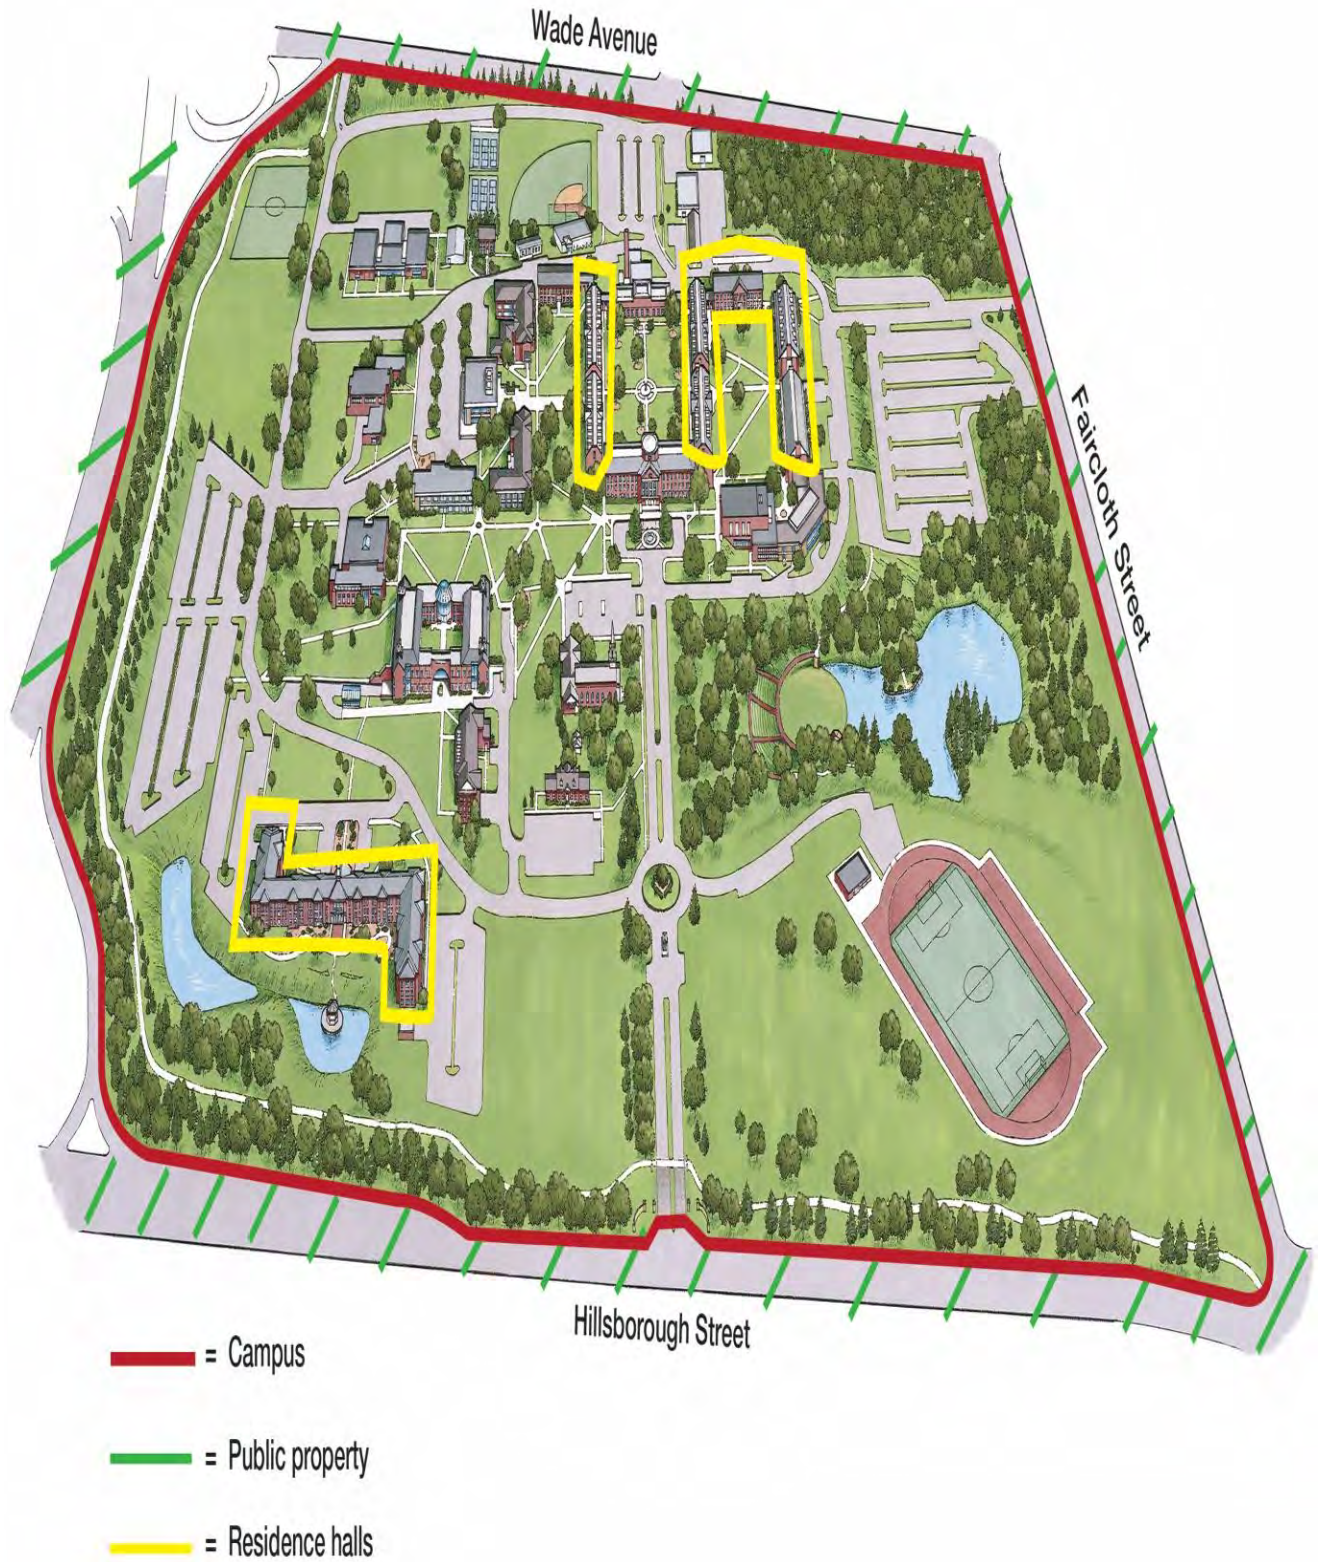 Wade Avenue
Faircloth Street
Hillsborough Street
= Campus
= Public property
= Residence halls